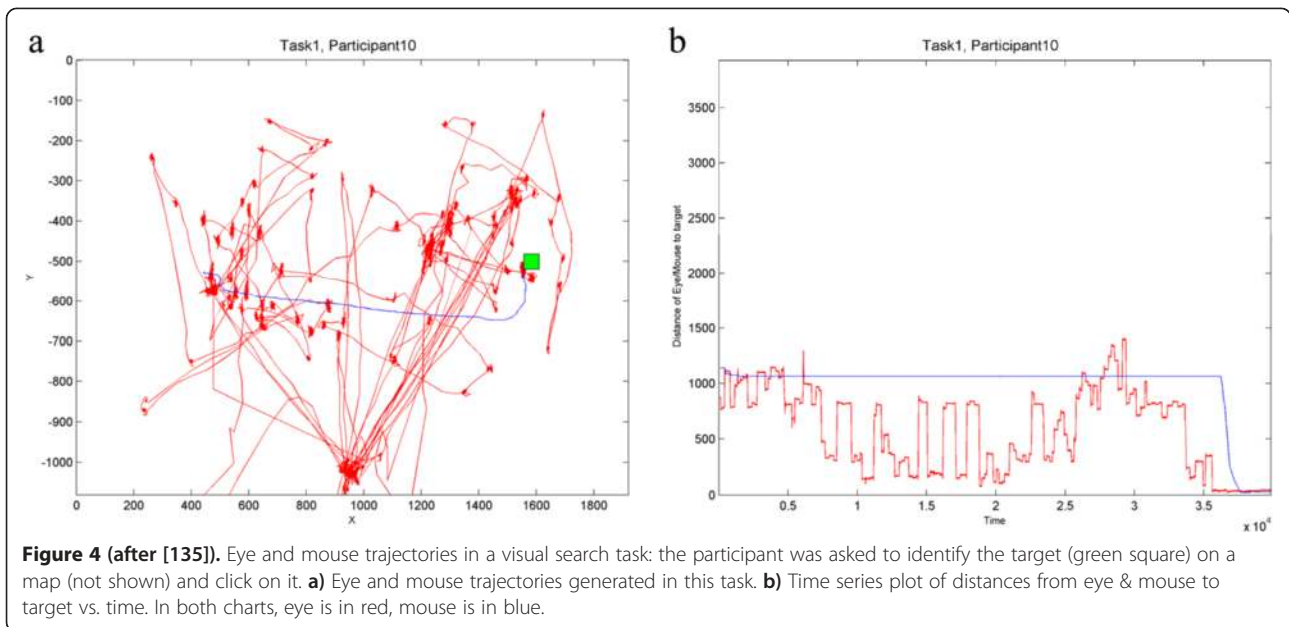 a
Task1, Participant10
0
-100
-200
-300
-400
-500
-600
-700
-800
-900
-1000
Y
0 200 400 600 800 1000 1200 1400 1600 1800
X
b
Task1, Participant10
3500
3000
2500
2000
1500
1000
500
0
Distance of Eye/Mouse to target
0.5 1 1.5 2 2.5 3 3.5
Time
x 10⁴
Figure 4 (after [135]). Eye and mouse trajectories in a visual search task: the participant was asked to identify the target (green square) on a
map (not shown) and click on it. a) Eye and mouse trajectories generated in this task. b) Time series plot of distances from eye & mouse to
target vs. time. In both charts, eye is in red, mouse is in blue.